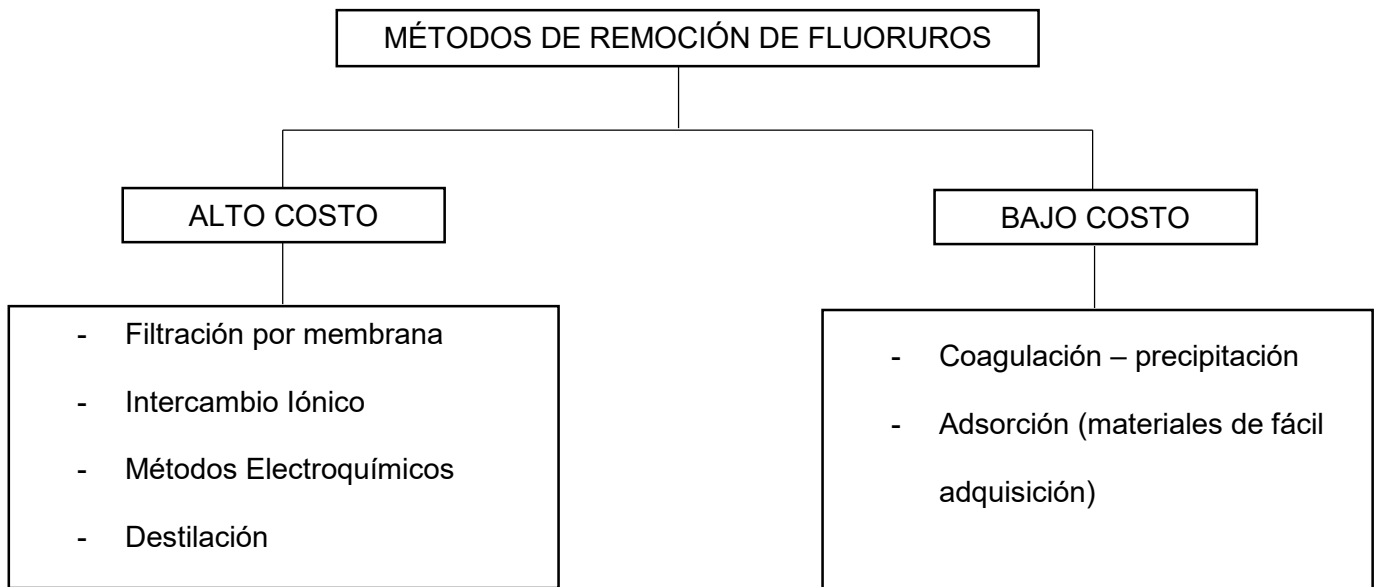 MÉTODOS DE REMOCIÓN DE FLUORUROS
ALTO COSTO
- Filtración por membrana
- Intercambio Iónico
- Métodos Electroquímicos
- Destilación
BAJO COSTO
- Coagulación – precipitación
- Adsorción (materiales de fácil
adquisición)